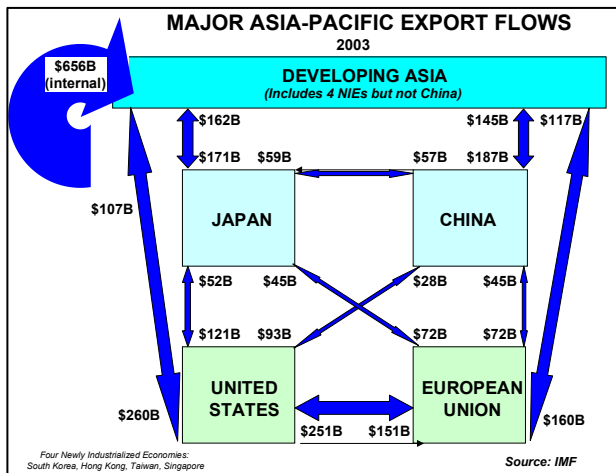 MAJOR ASIA-PACIFIC EXPORT FLOWS
2003
$656B
(internal)
DEVELOPING ASIA
(Includes 4 NIEs but not China)
$162B
$145B
$117B
$171B
$59B
$57B
$187B
JAPAN
CHINA
$107B
$52B
$45B
$28B
$45B
$121B
$93B
$72B
$72B
UNITED
STATES
EUROPEAN
UNION
$260B
$251B
$151B
$160B
Four Newly Industrialized Economies:
South Korea, Hong Kong, Taiwan, Singapore
Source: IMF